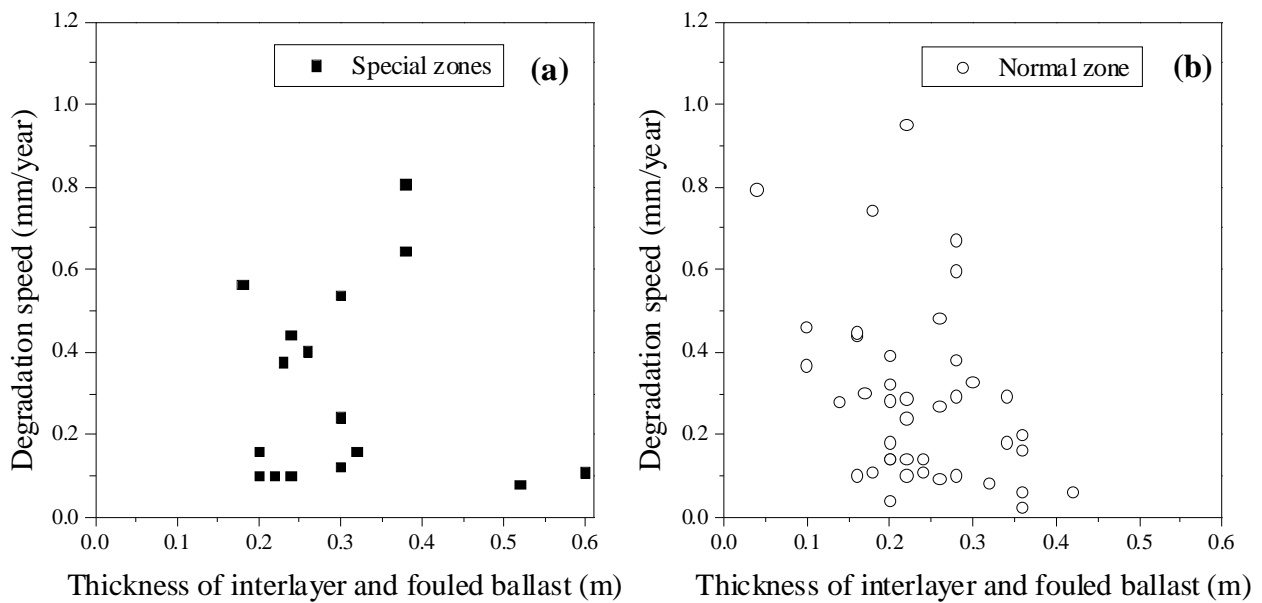 1.2
1.0
0.8
0.6
0.4
0.2
0.0
Degradation speed (mm/year)
Special zones
(a)
0.0 0.1 0.2 0.3 0.4 0.5 0.6
Thickness of interlayer and fouled ballast (m)
1.2
1.0
0.8
0.6
0.4
0.2
0.0
Degradation speed (mm/year)
Normal zone
(b)
0.0 0.1 0.2 0.3 0.4 0.5 0.6
Thickness of interlayer and fouled ballast (m)